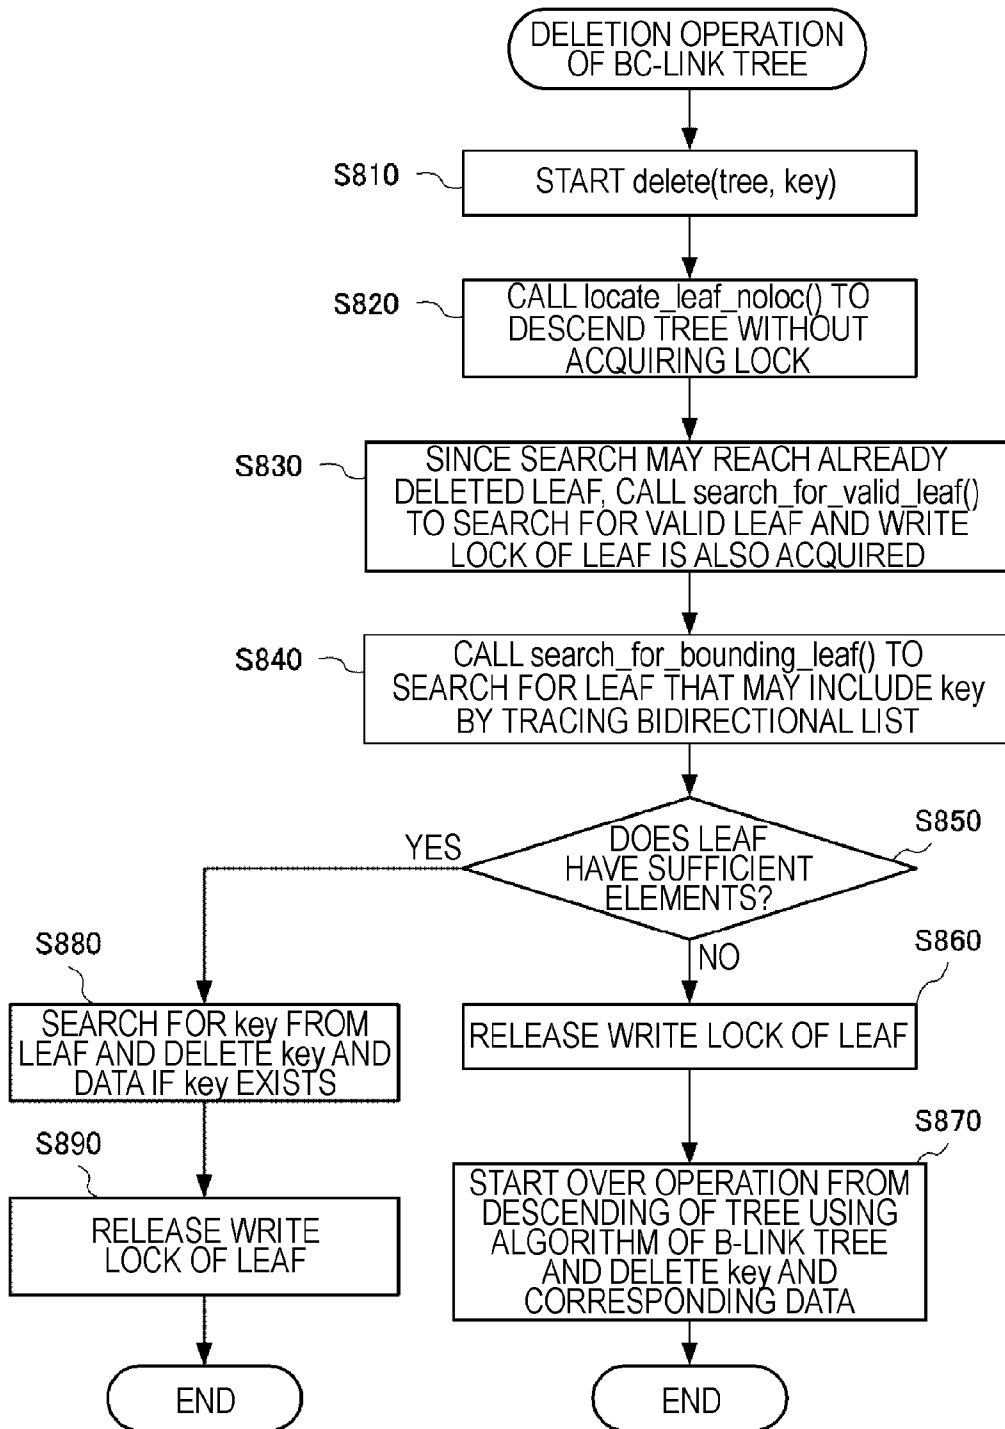 DELETION OPERATION
OF BC-LINK TREE
S810
START delete(tree, key)
S820
CALL locate_leaf_noloc() TO
DESCEND TREE WITHOUT
ACQUIRING LOCK
S830
SINCE SEARCH MAY REACH ALREADY
DELETED LEAF, CALL search_for_valid_leaf()
TO SEARCH FOR VALID LEAF AND WRITE
LOCK OF LEAF IS ALSO ACQUIRED
S840
CALL search_for_bounding_leaf() TO
SEARCH FOR LEAF THAT MAY INCLUDE key
BY TRACING BIDIRECTIONAL LIST
S850
DOES LEAF
HAVE SUFFICIENT
ELEMENTS?
YES
NO
S880
SEARCH FOR key FROM
LEAF AND DELETE key AND
DATA IF key EXISTS
S860
RELEASE WRITE LOCK OF LEAF
S890
RELEASE WRITE
LOCK OF LEAF
S870
START OVER OPERATION FROM
DESCENDING OF TREE USING
ALGORITHM OF B-LINK TREE
AND DELETE key AND
CORRESPONDING DATA
END
END